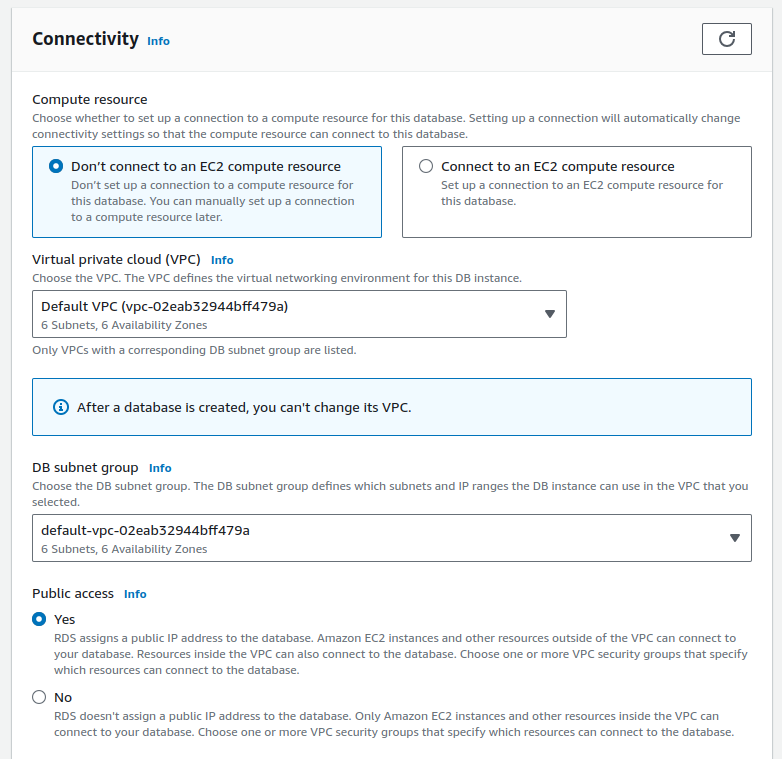 Connectivity Info
Compute resource
Choose whether to set up a connection to a compute resource for this database. Setting up a connection will automatically change
connectivity settings so that the compute resource can connect to this database.
Don't connect to an EC2 compute resource
Don't set up a connection to a compute resource for
this database. You can manually set up a connection
to a compute resource later.
Connect to an EC2 compute resource
Set up a connection to an EC2 compute resource for
this database.
Virtual private cloud (VPC) Info
Choose the VPC. The VPC defines the virtual networking environment for this DB instance.
Default VPC (vpc-02eab32944bff479a)
6 Subnets, 6 Availability Zones
Only VPCs with a corresponding DB subnet group are listed.
After a database is created, you can't change its VPC.
DB subnet group Info
Choose the DB subnet group. The DB subnet group defines which subnets and IP ranges the DB instance can use in the VPC that you
selected.
default-vpc-02eab32944bff479a
6 Subnets, 6 Availability Zones
Public access Info
Yes
RDS assigns a public IP address to the database. Amazon EC2 instances and other resources outside of the VPC can connect to
your database. Resources inside the VPC can also connect to the database. Choose one or more VPC security groups that specify
which resources can connect to the database.
No
RDS doesn't assign a public IP address to the database. Only Amazon EC2 instances and other resources inside the VPC can
connect to your database. Choose one or more VPC security groups that specify which resources can connect to the database.